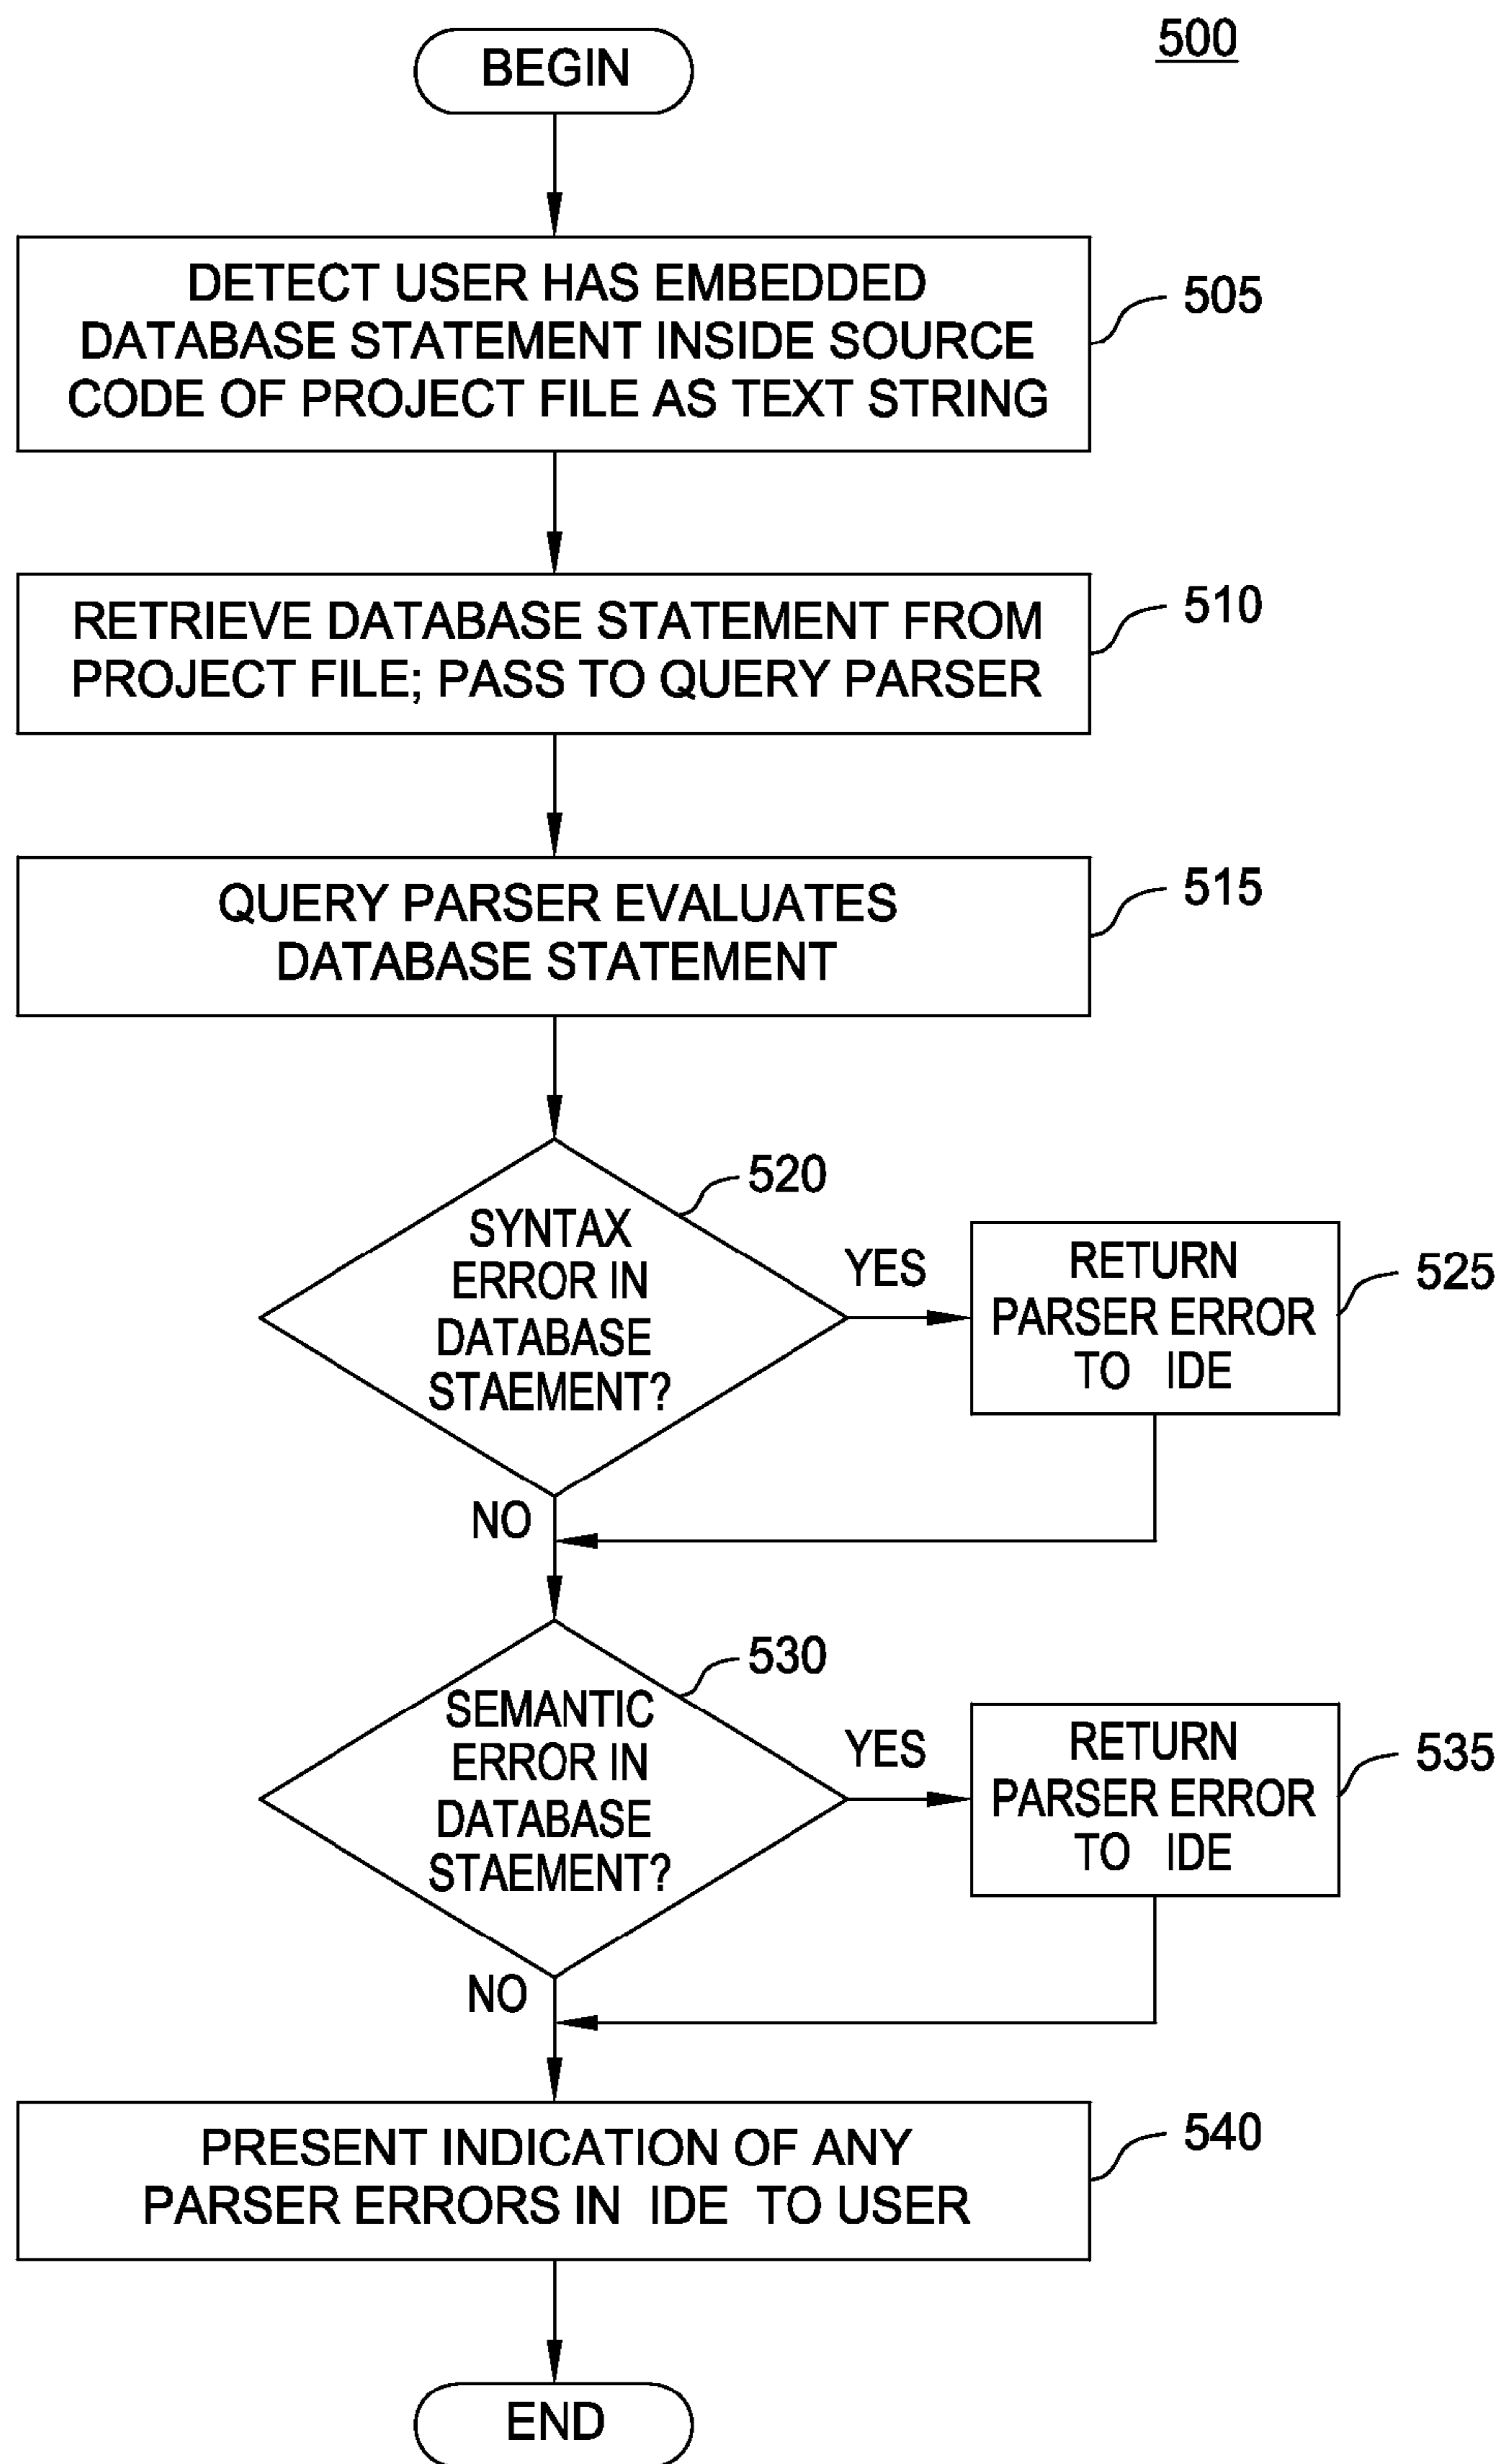 500
BEGIN
DETECT USER HAS EMBEDDED
DATABASE STATEMENT INSIDE SOURCE
CODE OF PROJECT FILE AS TEXT STRING
505
RETRIEVE DATABASE STATEMENT FROM
PROJECT FILE; PASS TO QUERY PARSER
510
QUERY PARSER EVALUATES
DATABASE STATEMENT
515
520
SYNTAX
ERROR IN
DATABASE
STAEMENT?
YES
RETURN
PARSER ERROR
TO IDE
525
NO
530
SEMANTIC
ERROR IN
DATABASE
STAEMENT?
YES
RETURN
PARSER ERROR
TO IDE
535
NO
PRESENT INDICATION OF ANY
PARSER ERRORS IN IDE TO USER
540
END